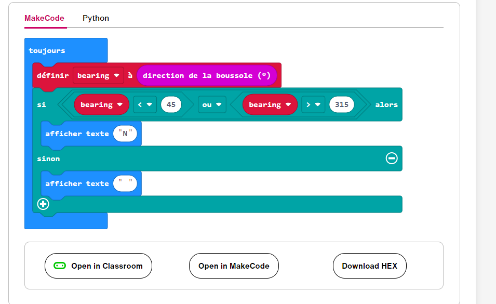 MakeCode Python
toujours
définir bearing à direction de la boussole (°)
si bearing < 45 ou bearing > 315 alors
afficher texte "N"
sinon
afficher texte " "
Open in Classroom Open in MakeCode Download HEX